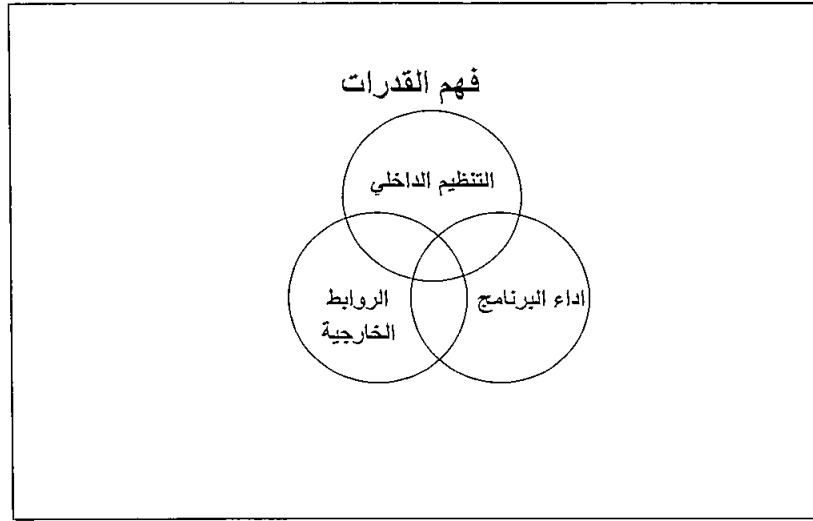 فهم القدرات
التنظيم الداخلي
اداء البرنامج
الروابط
الخارجية